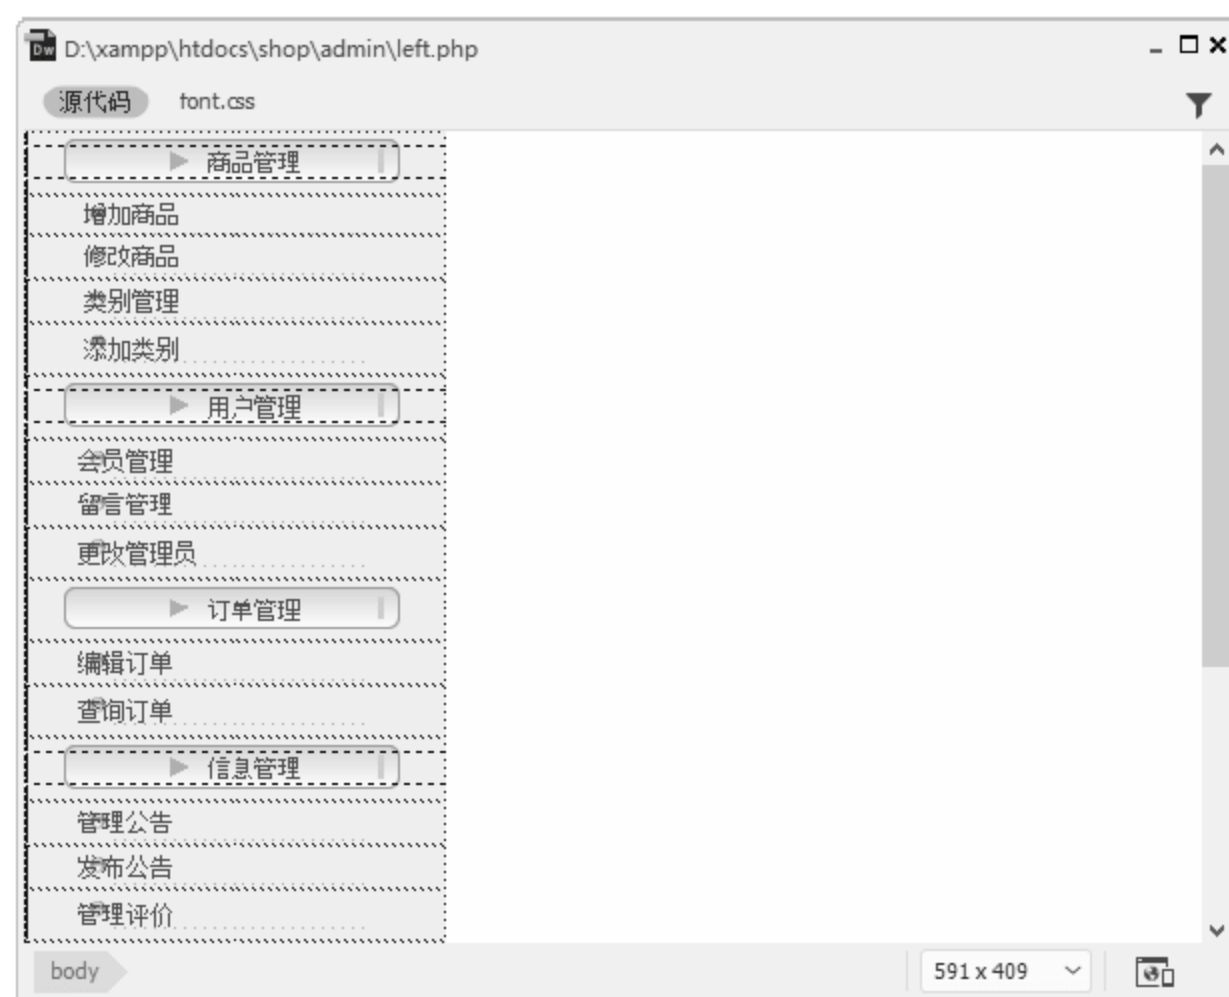 Dw D:\xampp\htdocs\shop\admin\left.php
源代码 font.css
商品管理
增加商品
修改商品
类别管理
添加类别
用户管理
会员管理
留言管理
更改管理员
订单管理
编辑订单
查询订单
信息管理
管理公告
发布公告
管理评价
body 591 x 409